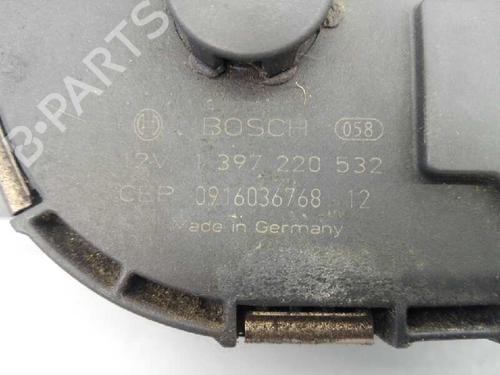 B-PARTS
BOSCH 058
12V 1 397 220 532
CEP 0916036768 12
Made in Germany